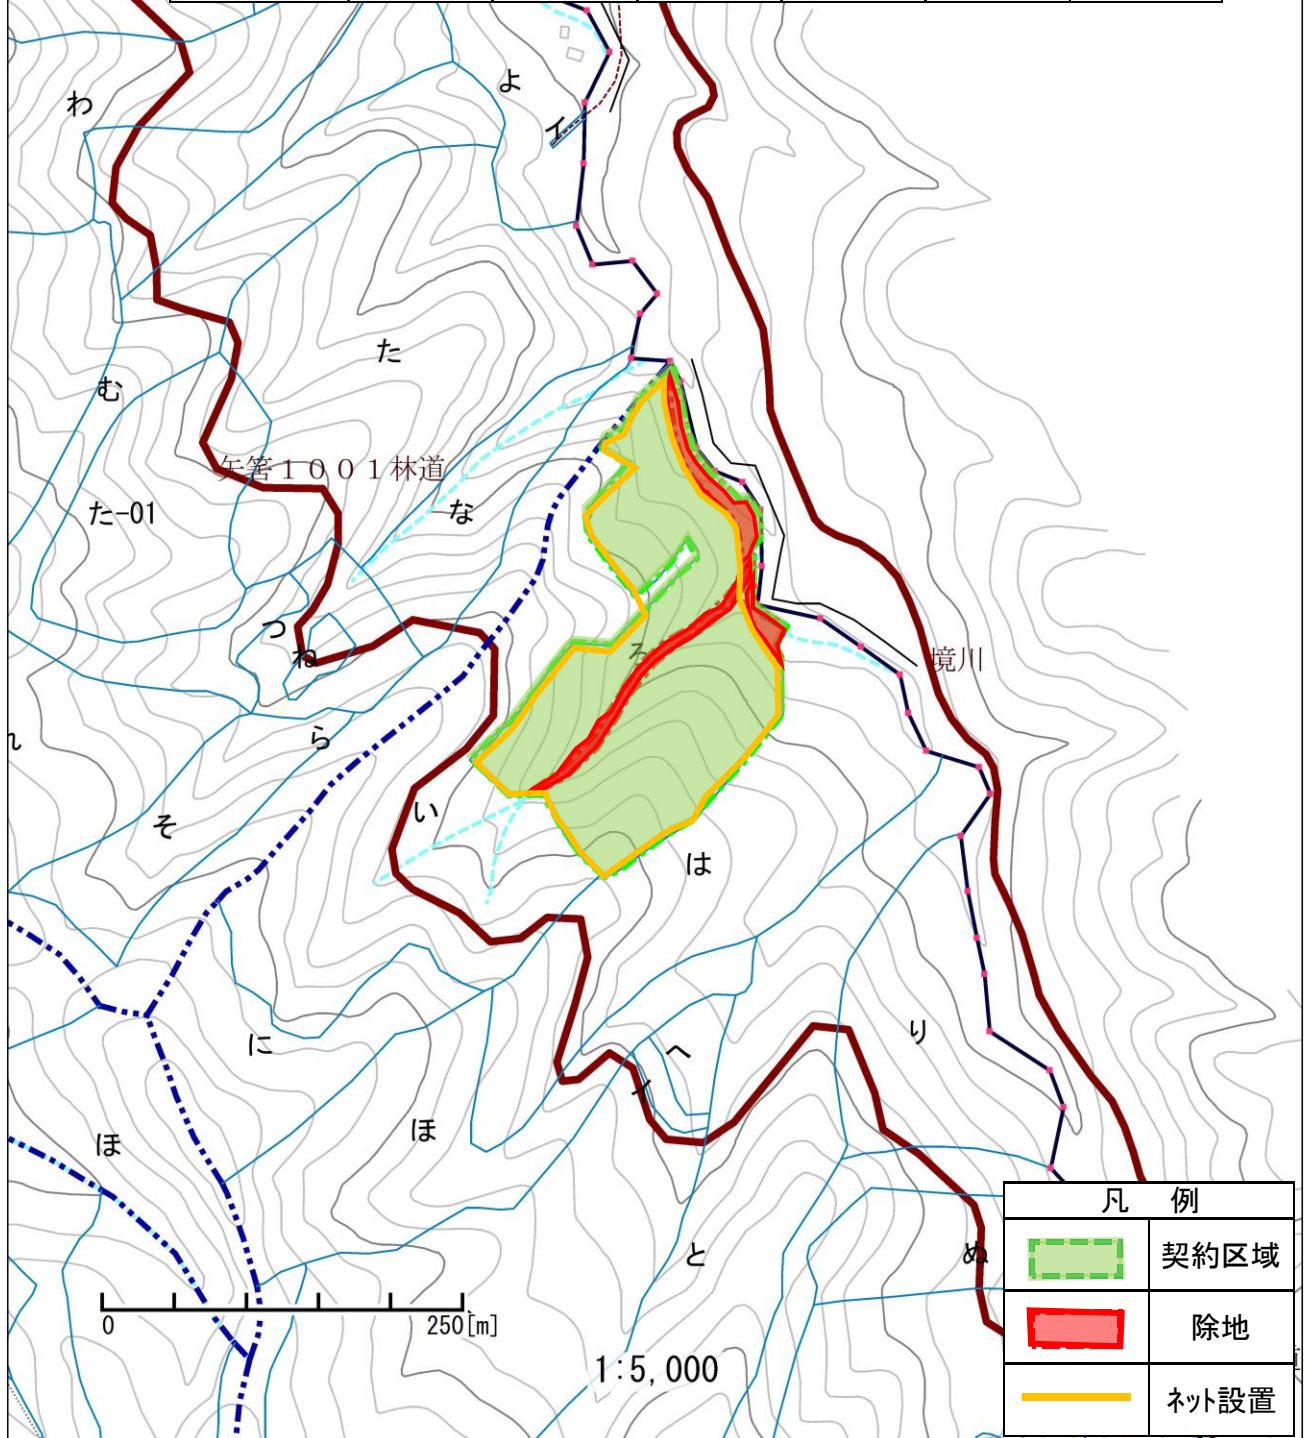 よ
わ
イ
た
む
矢筈１００１林道
た-01
な
つ
ね
ろ
境川
ら
れ
い
そ
は
り
に
へ
イ
ほ
ほ
と
ぬ
凡 例
契約区域
除地
ネット設置
0
250[m]
1:5,000